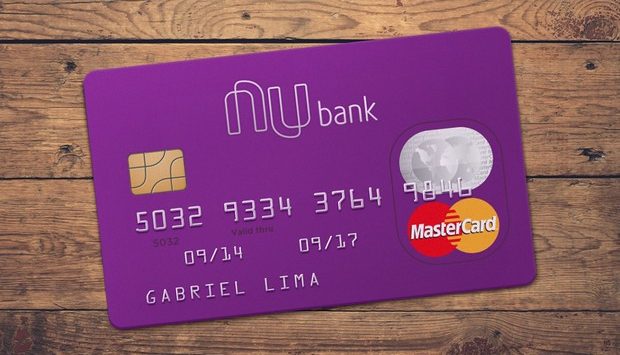 nu bank
5032 9334 3764 9846
5032 Valid thru
09/14 09/17
MasterCard
GABRIEL LIMA